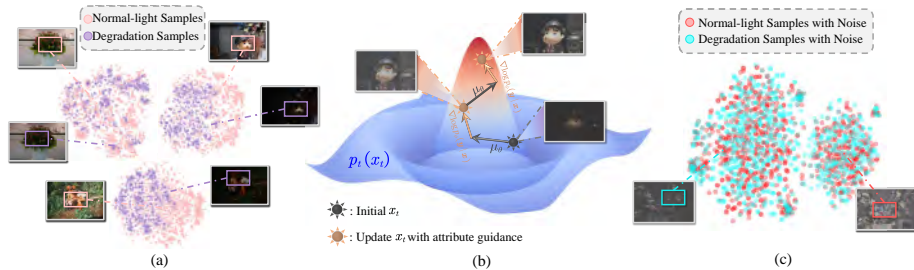 Normal-light Samples
Degradation Samples
(a)
μθ
μθ
pt(xt)
: Initial xt
: Update xt with attribute guidance
(b)
Normal-light Samples with Noise
Degradation Samples with Noise
(c)